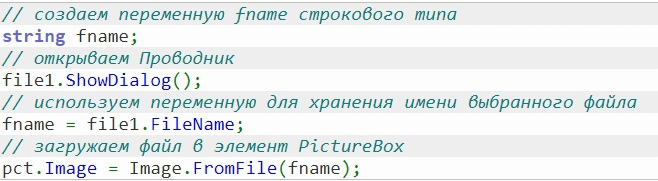 // создаем переменную fname строкового типа
string fname;
// открываем Проводник
file1.ShowDialog();
// используем переменную для хранения имени выбранного файла
fname = file1.FileName;
// загружаем файл в элемент PictureBox
pct.Image = Image.FromFile(fname);